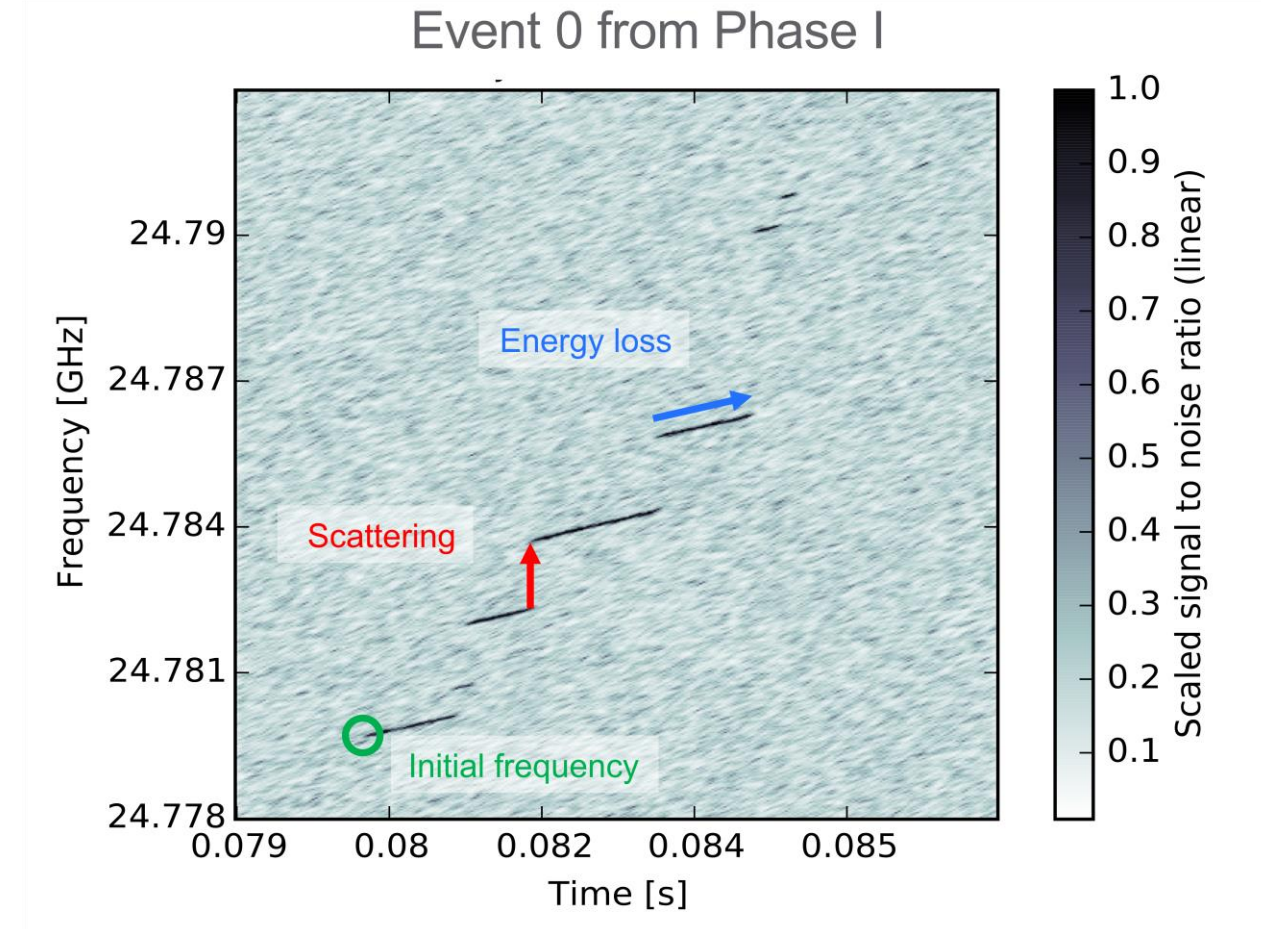 Event 0 from Phase I
24.79
24.787
24.784
24.781
24.778
Frequency [GHz]
0.079
0.08
0.082
0.084
0.085
Time [s]
Energy loss
Scattering
Initial frequency
1.0
0.9
0.8
0.7
0.6
0.5
0.4
0.3
0.2
0.1
Scaled signal to noise ratio (linear)